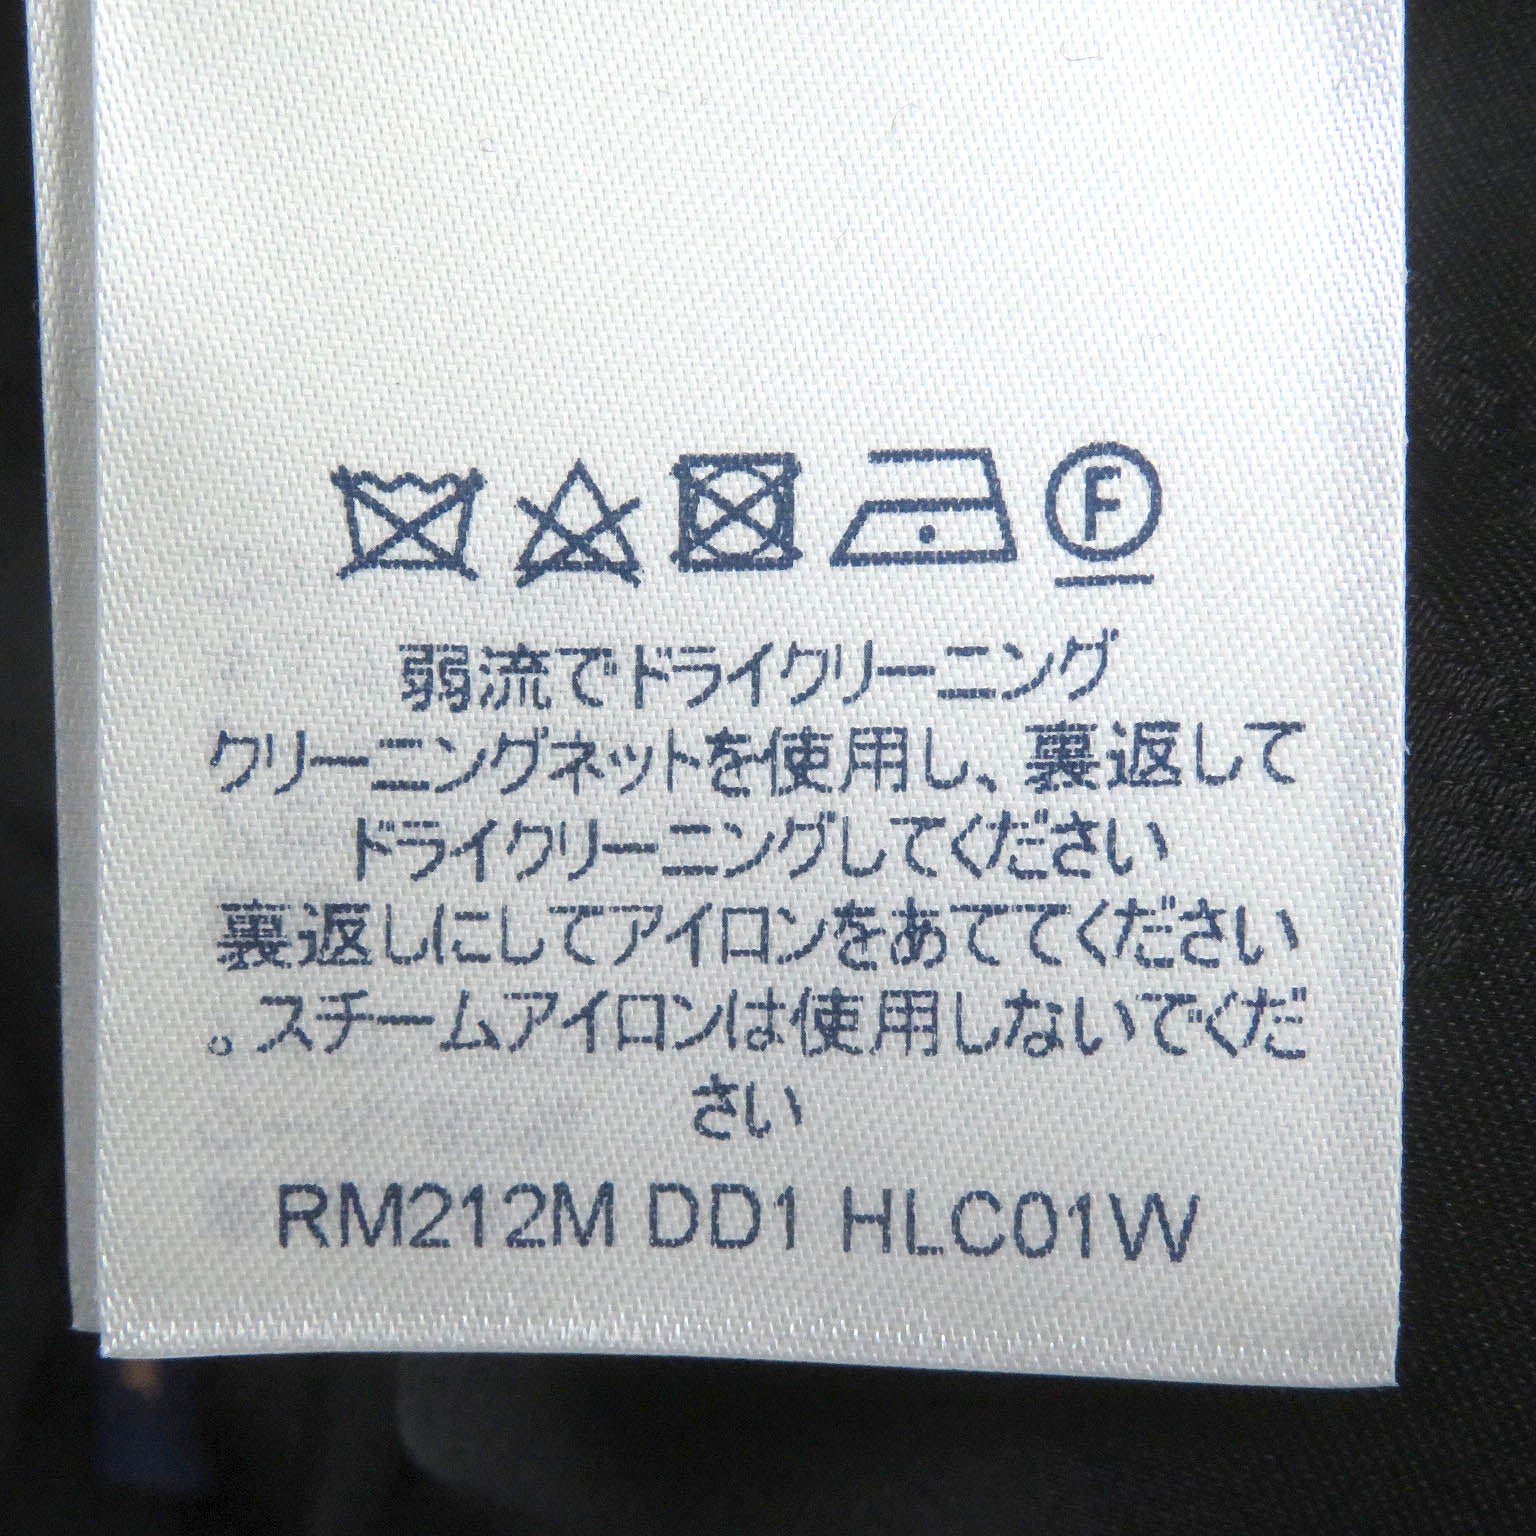 F
弱流でドライクリーニング
クリーニングネットを使用し、裏返して
ドライクリーニングしてください
裏返しにしてアイロンをあててください
。スチームアイロンは使用しないでくだ
さい
RM212M DD1 HLC01W